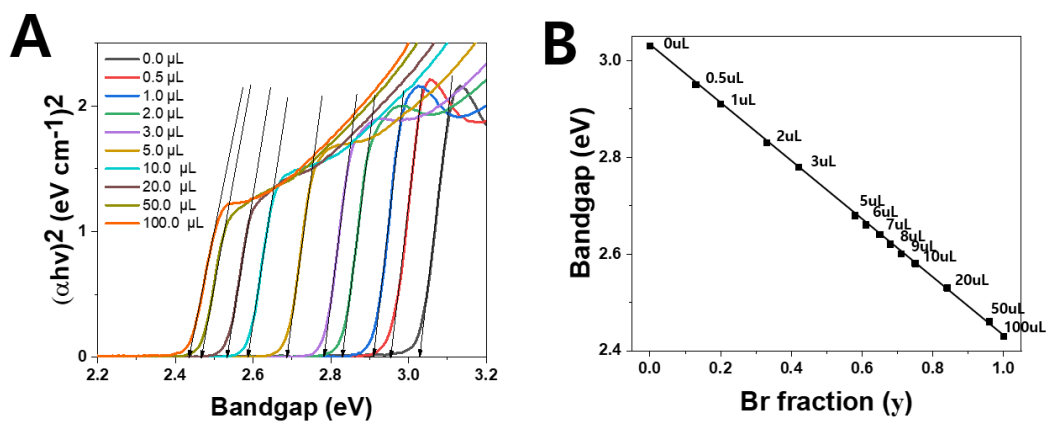 A
(αhν)2 (eV cm-1)2
2
1
0
0.0 µL
0.5 µL
1.0 µL
2.0 µL
3.0 µL
5.0 µL
10.0 µL
20.0 µL
50.0 µL
100.0 µL
2.2 2.4 2.6 2.8 3.0 3.2
Bandgap (eV)
B
Bandgap (eV)
3.0
2.8
2.6
2.4
0uL
0.5uL
1uL
2uL
3uL
5uL
6uL
7uL
8uL
9uL
10uL
20uL
50uL
100uL
0.0 0.2 0.4 0.6 0.8 1.0
Br fraction (y)